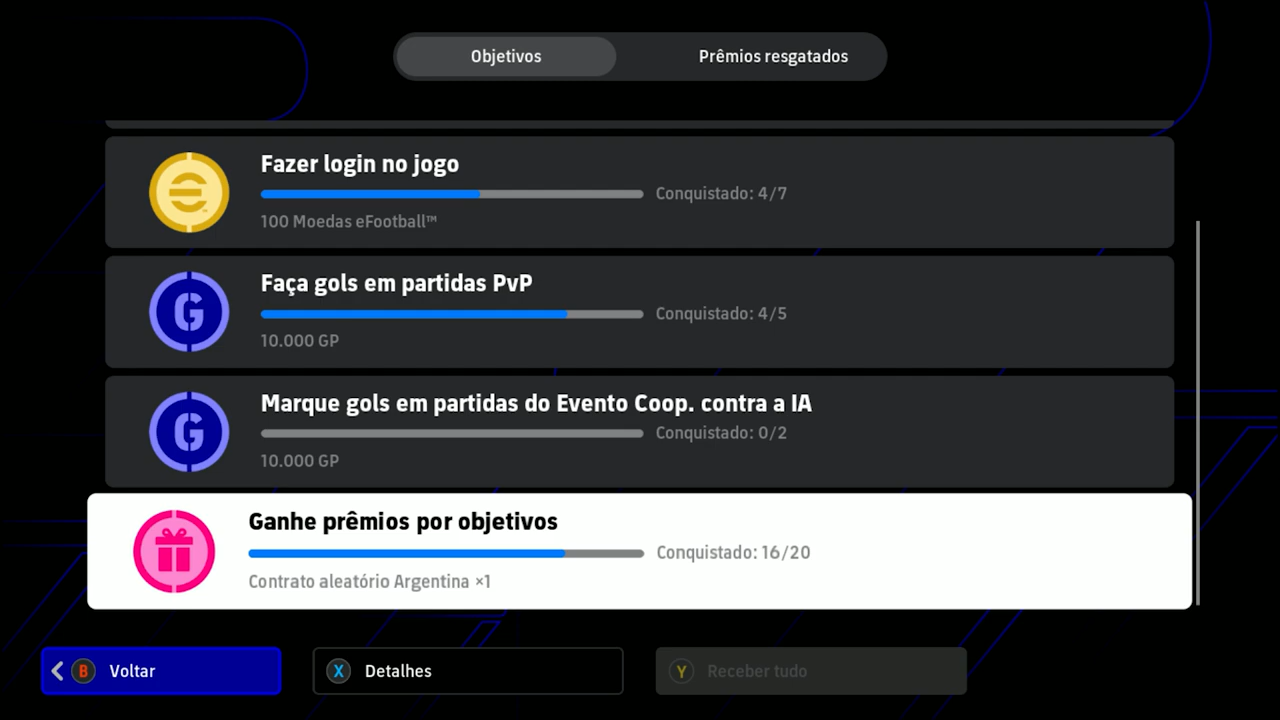 Objetivos
Prêmios resgatados
Fazer login no jogo
Conquistado: 4/7
100 Moedas eFootball™
Faça gols em partidas PvP
Conquistado: 4/5
10.000 GP
Marque gols em partidas do Evento Coop. contra a IA
Conquistado: 0/2
10.000 GP
Ganhe prêmios por objetivos
Conquistado: 16/20
Contrato aleatório Argentina ×1
B Voltar
X Detalhes
Y Receber tudo